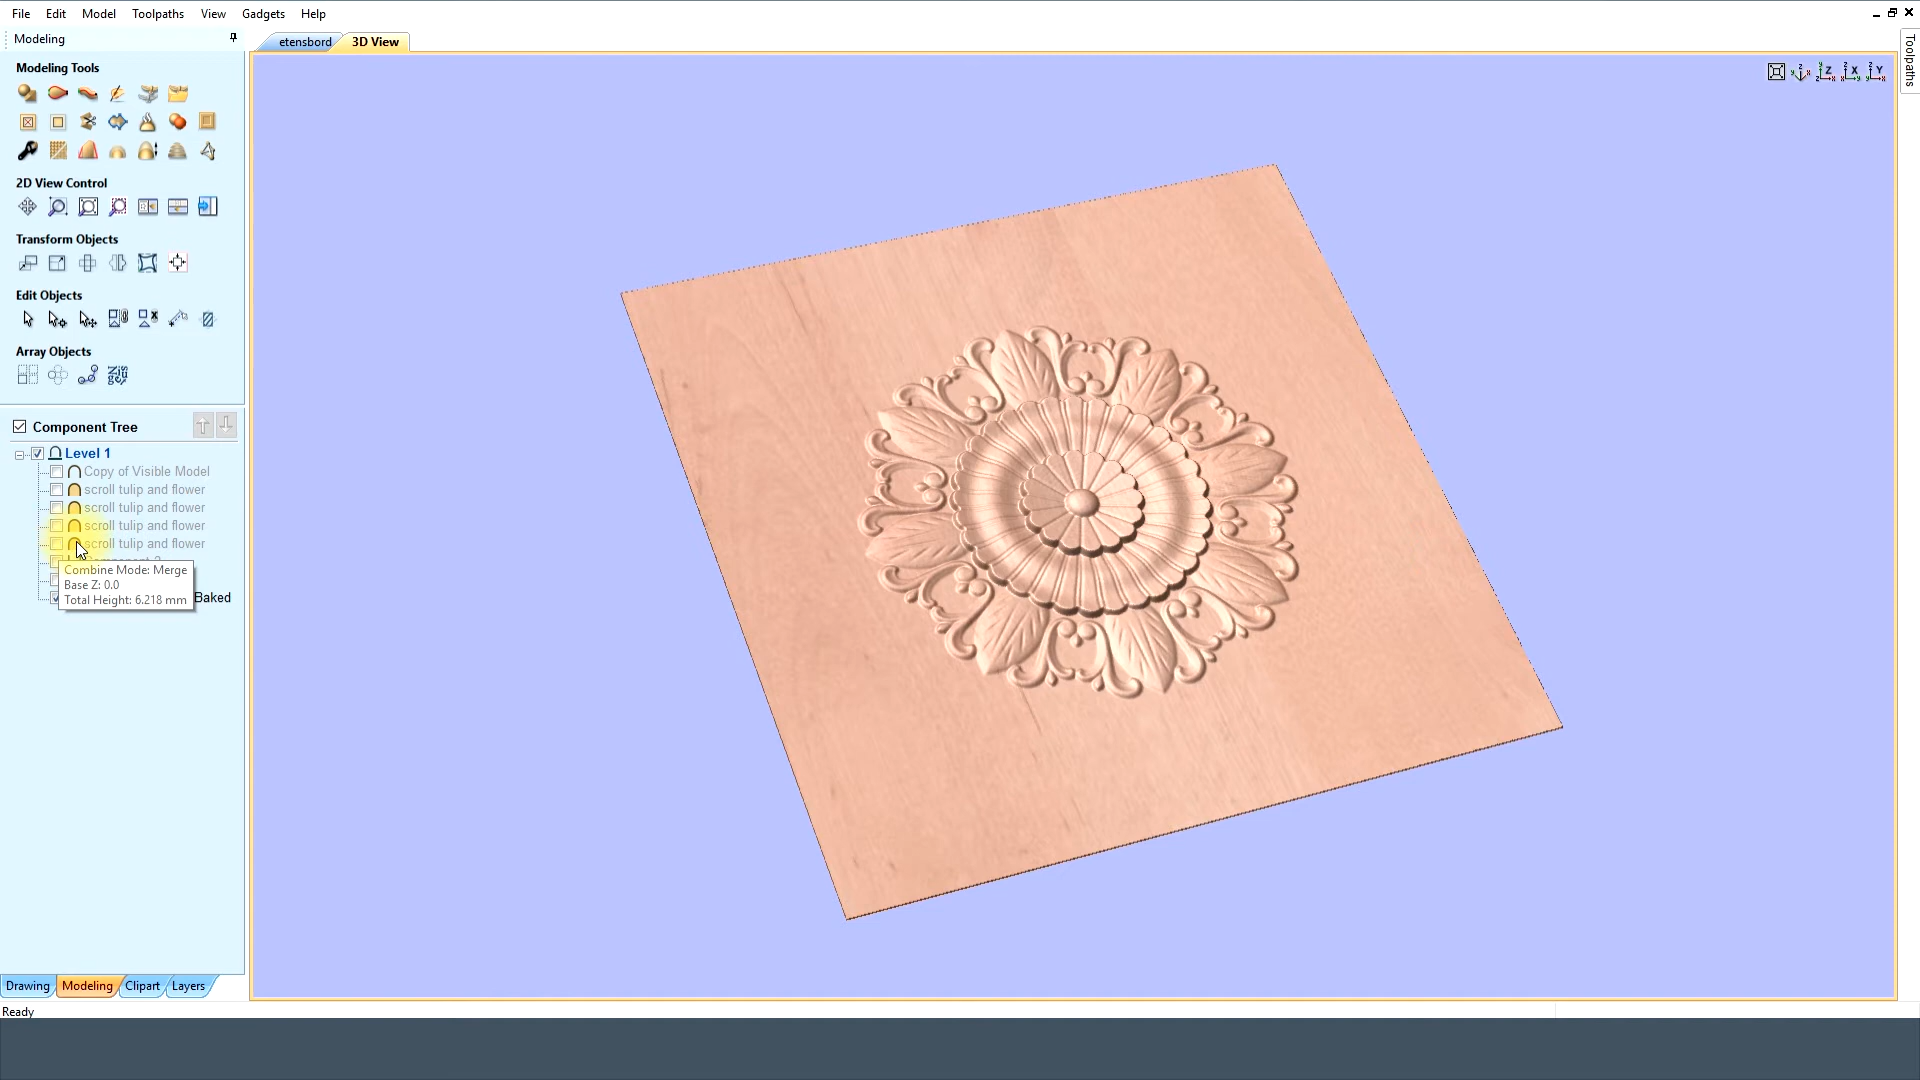 File Edit Model Toolpaths View Gadgets Help
Modeling
etensbord
3D View
Toolpaths
Modeling Tools
2D View Control
Transform Objects
Edit Objects
Array Objects
Component Tree
Level 1
Copy of Visible Model
scroll tulip and flower
scroll tulip and flower
scroll tulip and flower
scroll tulip and flower
Combine Mode: Merge
Base Z: 0.0
Total Height: 6.218 mm
Baked
Drawing Modeling Clipart Layers
Ready